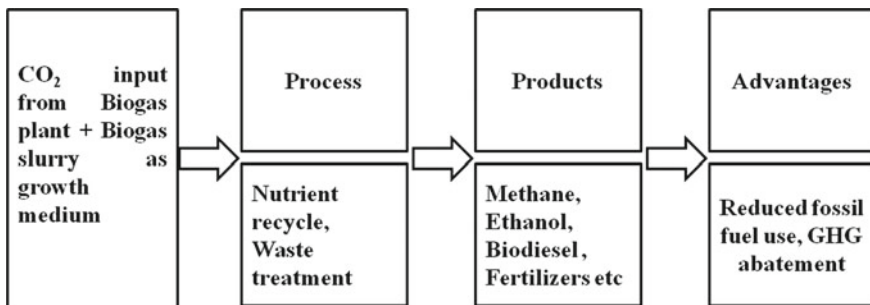 CO₂ input
from Biogas
plant + Biogas
slurry as
growth
medium
Process
Nutrient
recycle,
Waste
treatment
Products
Methane,
Ethanol,
Biodiesel,
Fertilizers etc
Advantages
Reduced fossil
fuel use, GHG
abatement